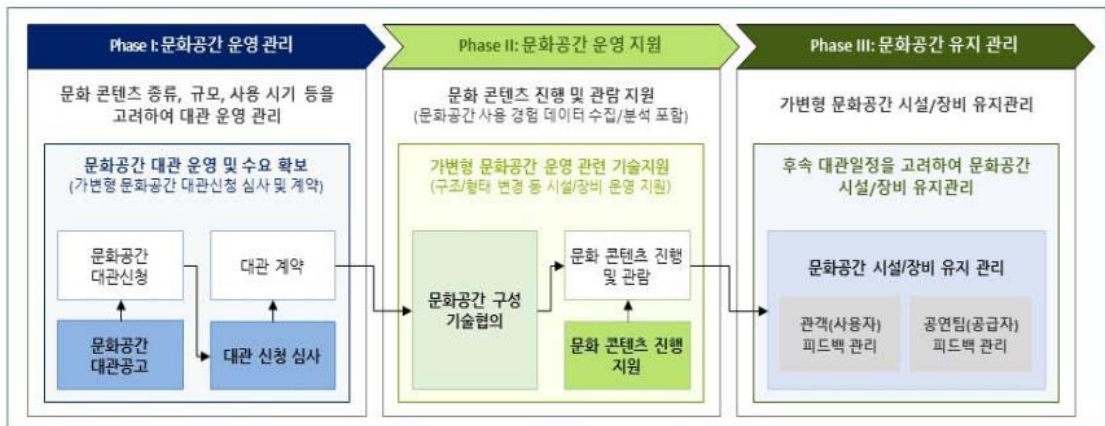 Phase I: 문화공간 운영 관리
문화 콘텐츠 종류, 규모, 사용 시기 등을
고려하여 대관 운영 관리
문화공간 대관 운영 및 수요 확보
(가변형 문화공간 대관신청 심사 및 계약)
문화공간
대관신청
대관 계약
문화공간
대관공고
대관 신청 심사
Phase II: 문화공간 운영 지원
문화 콘텐츠 진행 및 관람 지원
(문화공간 사용 경험 데이터 수집/분석 포함)
가변형 문화공간 운영 관련 기술지원
(구조/형태 변경 등 시설/장비 운영 지원)
문화공간 구성
기술협의
문화 콘텐츠 진행
및 관람
문화 콘텐츠 진행
지원
Phase III: 문화공간 유지 관리
가변형 문화공간 시설/장비 유지관리
후속 대관일정을 고려하여 문화공간
시설/장비 유지관리
문화공간 시설/장비 유지 관리
관객(사용자)
피드백 관리
공연팀(공급자)
피드백 관리